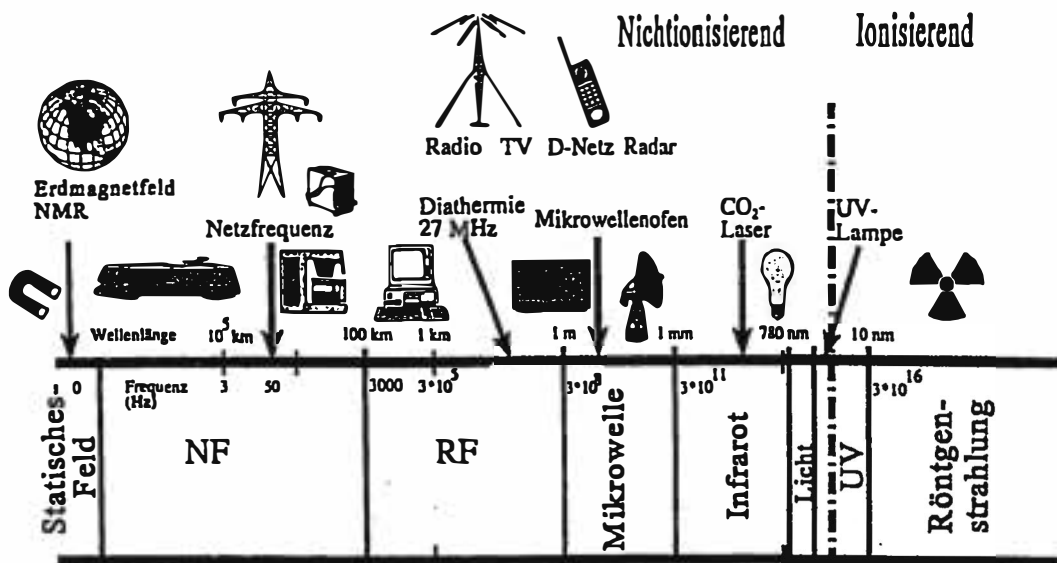 Nichtionisierend
Ionisierend
Radio TV D-Netz Radar
Erdmagnetfeld
NMR
Netzfrequenz
Diathermie
27 MHz
Mikrowellenofen
CO₂-
Laser
UV-
Lampe
Wellenlänge 10⁵ km 100 km 1 km 1 m 1 mm 780 nm 10 nm
0 Frequenz
(Hz) 3 50 3000 3*10⁵ 3*10⁸ 3*10¹¹ 3*10¹⁶
Statisches-
Feld
NF
RF
Mikrowelle
Infrarot
Licht
UV
Röntgen-
strahlung